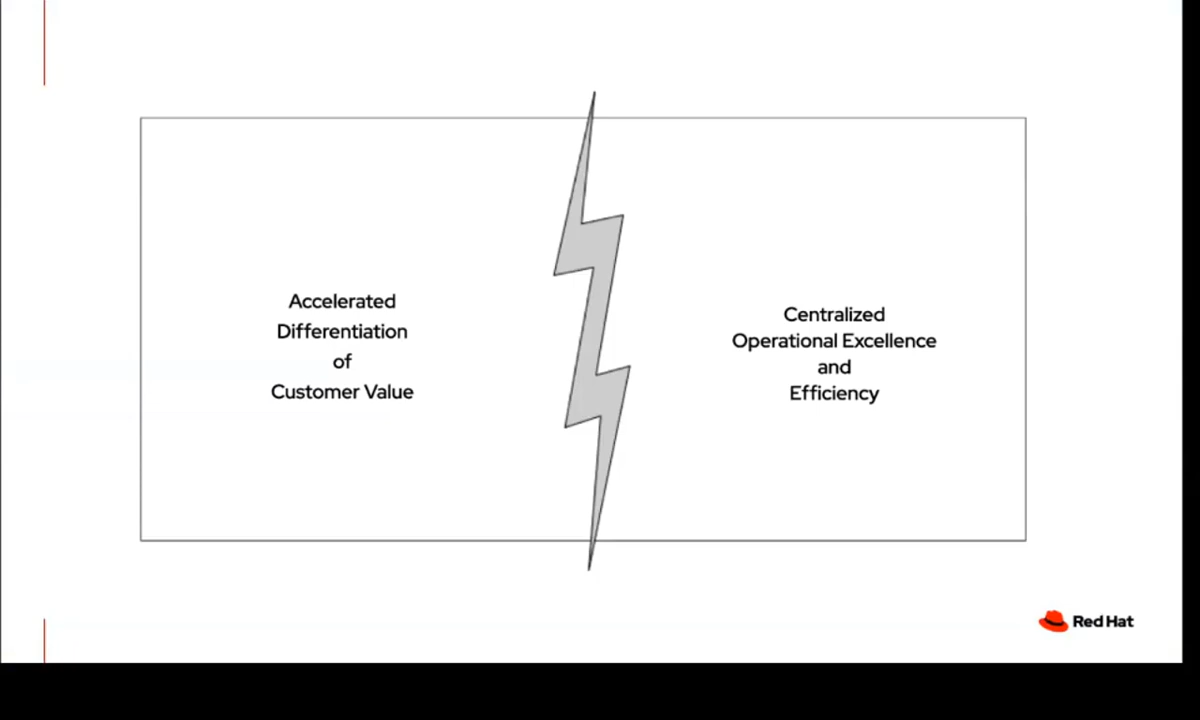 Accelerated
Differentiation
of
Customer Value
Centralized
Operational Excellence
and
Efficiency
Red Hat